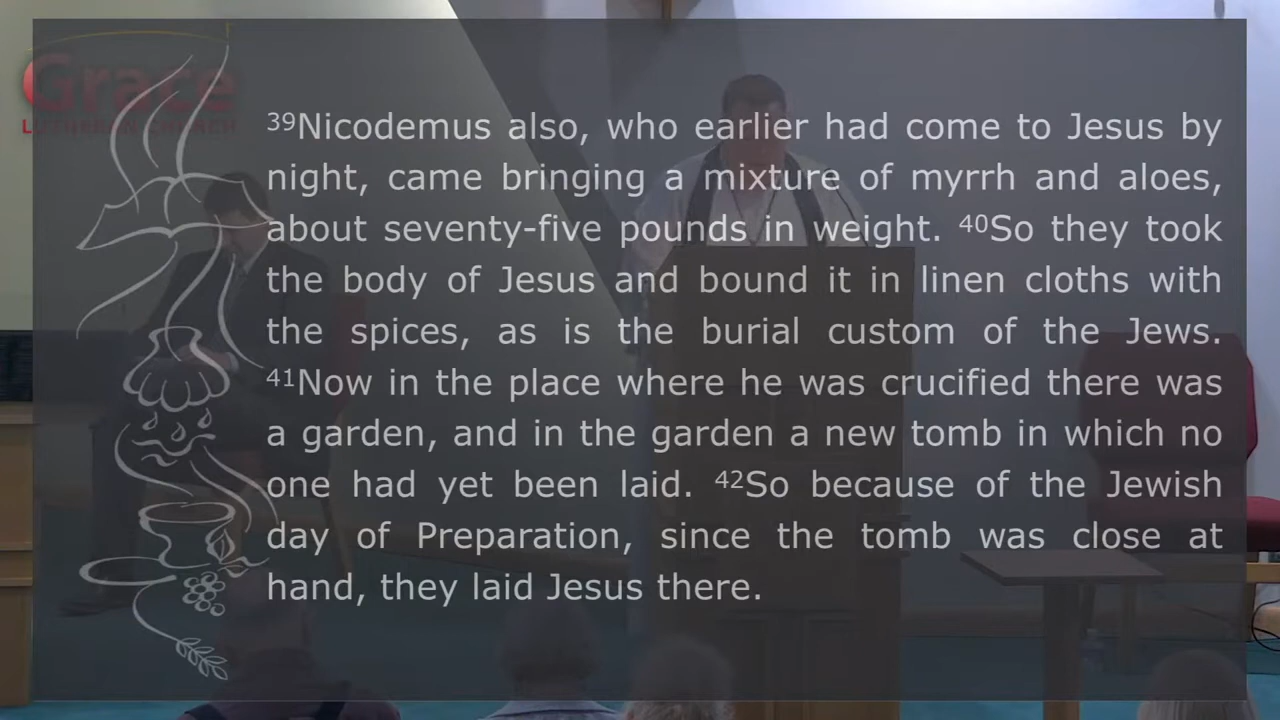 Grace
LUTHERAN CHURCH
³⁹Nicodemus also, who earlier had come to Jesus by
night, came bringing a mixture of myrrh and aloes,
about seventy-five pounds in weight. ⁴⁰So they took
the body of Jesus and bound it in linen cloths with
the spices, as is the burial custom of the Jews.
⁴¹Now in the place where he was crucified there was
a garden, and in the garden a new tomb in which no
one had yet been laid. ⁴²So because of the Jewish
day of Preparation, since the tomb was close at
hand, they laid Jesus there.